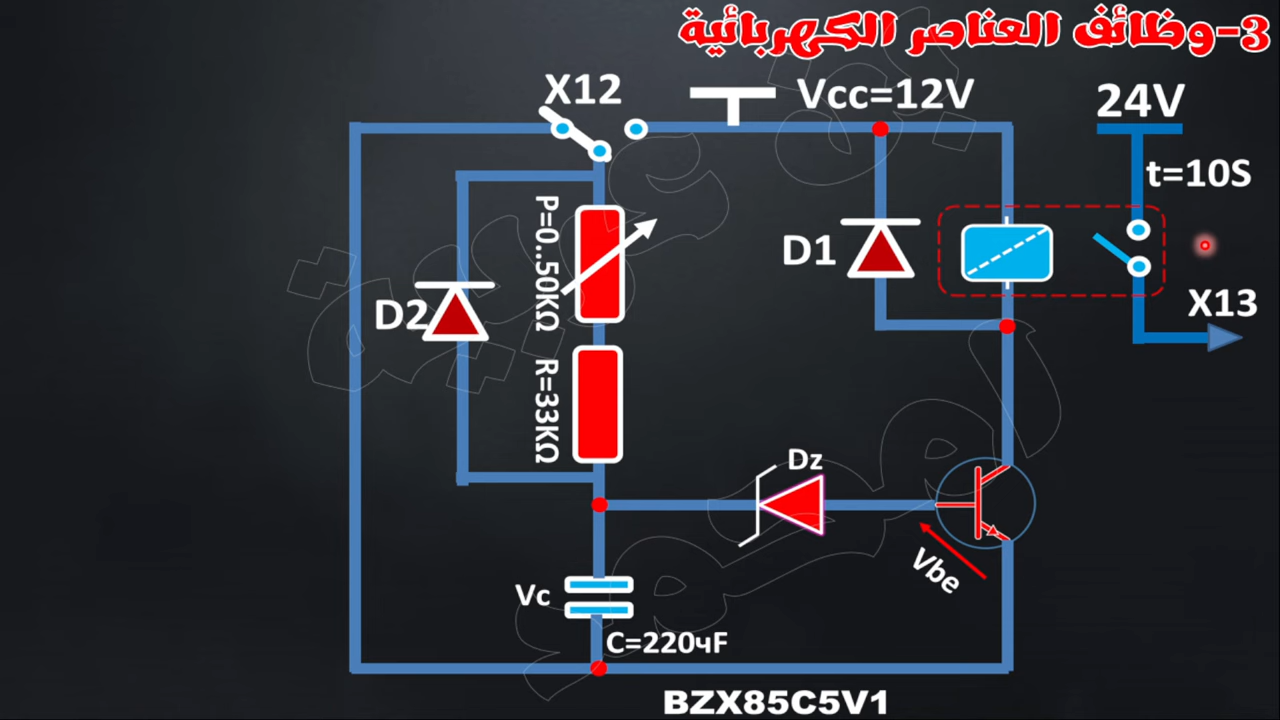 3-وظائف العناصر الكهربائية
X12
Vcc=12V
24V
t=10S
P=0..50KΩ
D1
D2
X13
R=33KΩ
Dz
Vbe
Vc
C=220чF
BZX85C5V1